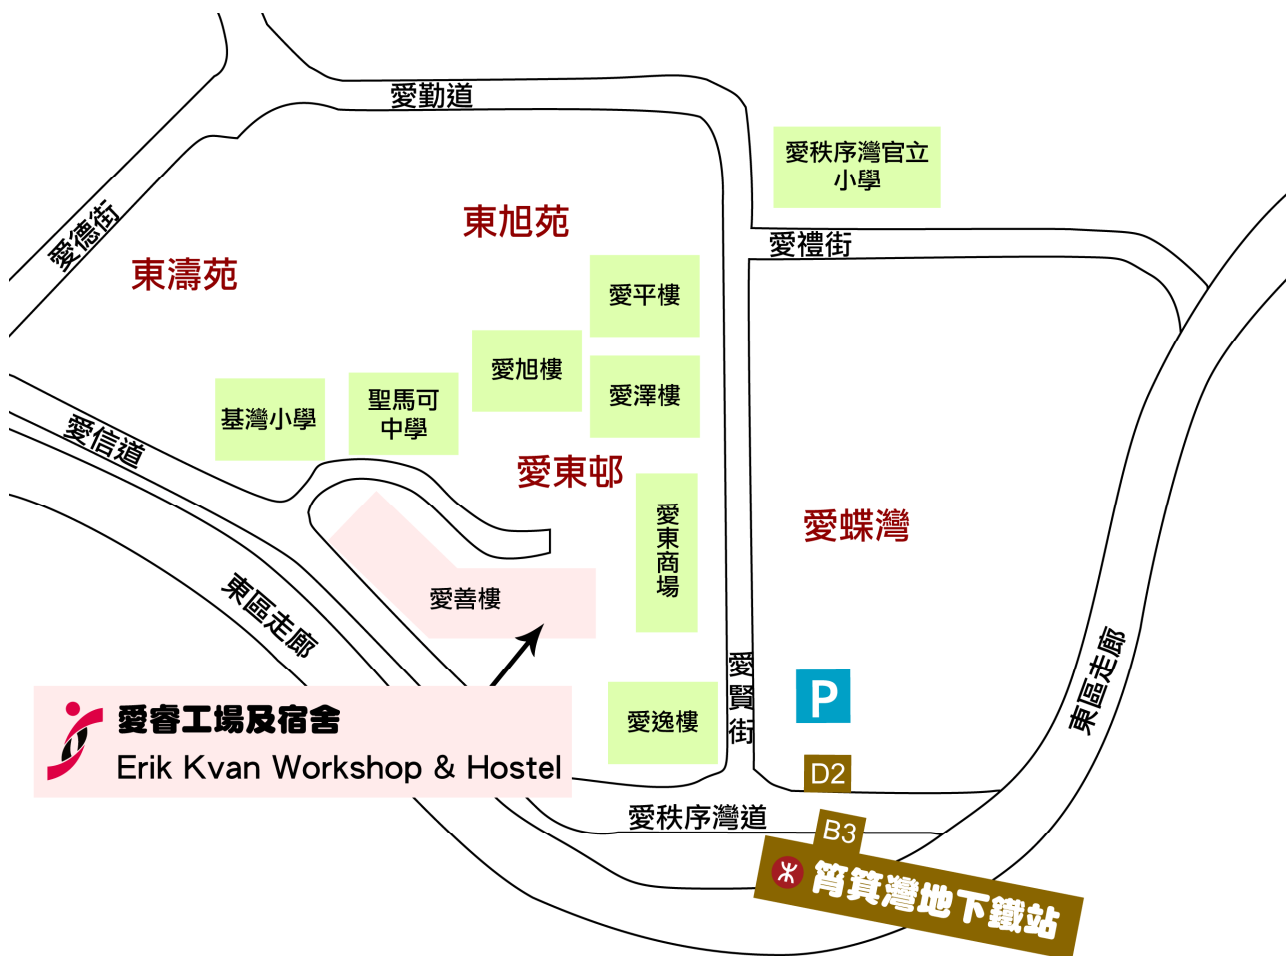 愛勤道
愛秩序灣官立
小學
愛德街
東旭苑
愛禮街
東濤苑
愛平樓
愛旭樓
愛澤樓
基灣小學
聖馬可
中學
愛信道
愛東邨
愛東商場
愛蝶灣
愛善樓
東區走廊
愛賢街
東區走廊
P
愛逸樓
愛睿工場及宿舍
Erik Kvan Workshop & Hostel
D2
愛秩序灣道
B3
筲箕灣地下鐵站